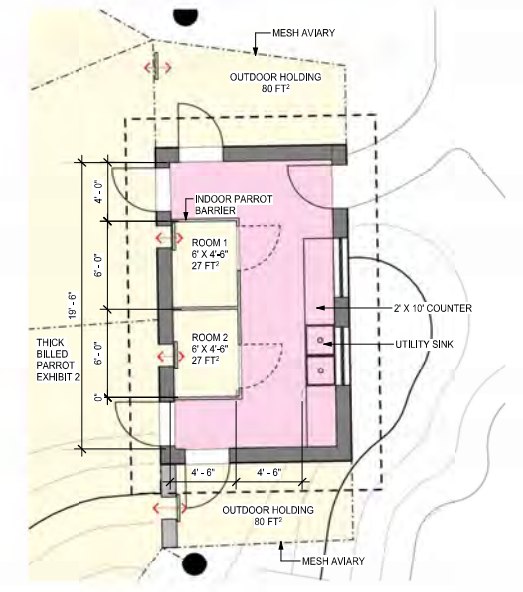 MESH AVIARY
OUTDOOR HOLDING
80 FT²
4' - 0"
INDOOR PARROT
BARRIER
ROOM 1
6' X 4'-6"
27 FT²
6' - 0"
19' - 6"
2' X 10' COUNTER
THICK
BILLED
PARROT
EXHIBIT 2
ROOM 2
6' X 4'-6"
27 FT²
6' - 0"
UTILITY SINK
0"
4' - 6"
4' - 6"
OUTDOOR HOLDING
80 FT²
MESH AVIARY